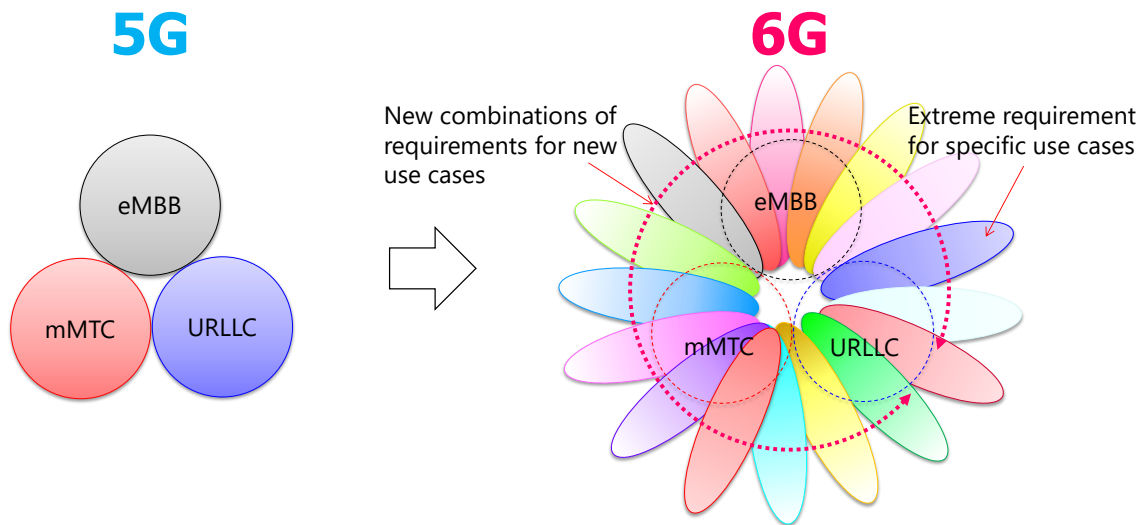 5G
6G
New combinations of
requirements for new
use cases
Extreme requirement
for specific use cases
eMBB
mMTC
URLLC
eMBB
mMTC
URLLC